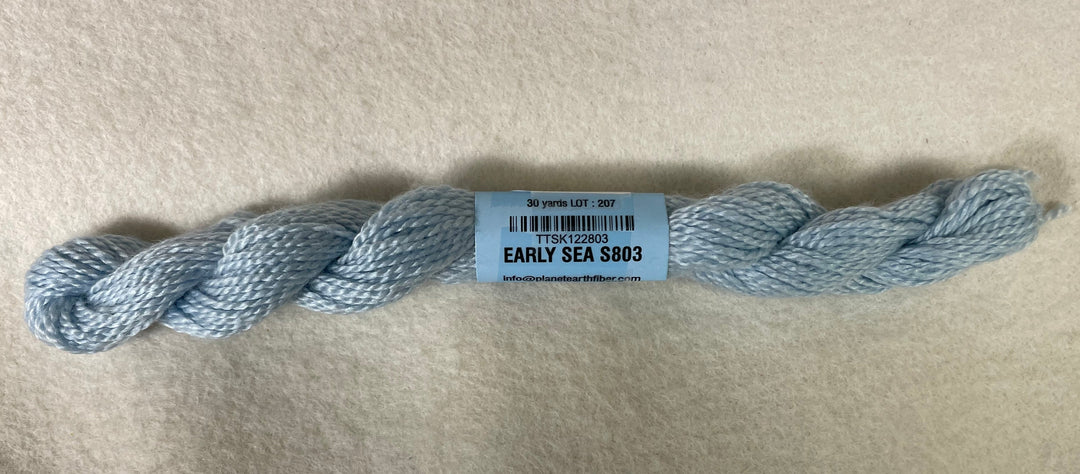 30 yards LOT : 207
TTSK122803
EARLY SEA S803
info@planetearthfiber.com